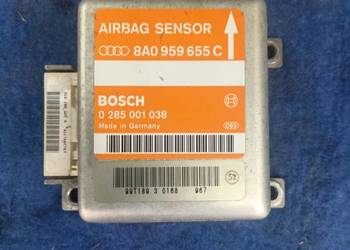 AIRBAG SENSOR
8A0 959 655 C
BOSCH
0 285 001 038
Made in Germany